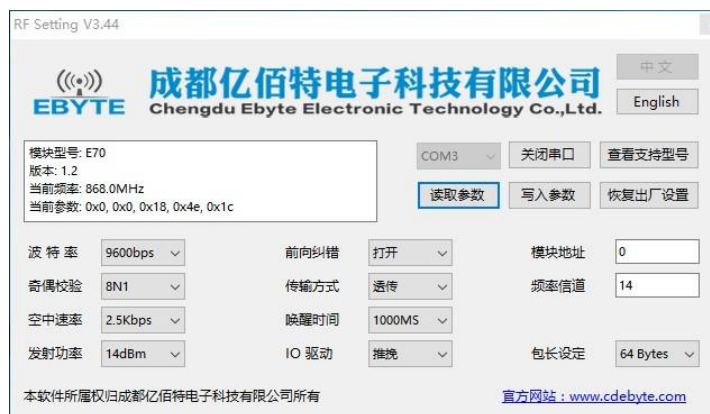 RF Setting V3.44
EBYTE
成都亿佰特电子科技有限公司
Chengdu Ebyte Electronic Technology Co.,Ltd.
中 文
English
模块型号: E70
版本: 1.2
当前频率: 868.0MHz
当前参数: 0x0, 0x0, 0x18, 0x4e, 0x1c
COM3 关闭串口 查看支持型号
读取参数 写入参数 恢复出厂设置
波 特 率 9600bps 前向纠错 打开 模块地址 0
奇偶校验 8N1 传输方式 透传 频率信道 14
空中速率 2.5Kbps 唤醒时间 1000MS
发射功率 14dBm IO 驱动 推挽 包长设定 64 Bytes
本软件所属权归成都亿佰特电子科技有限公司所有 官方网站：www.cdebyte.com